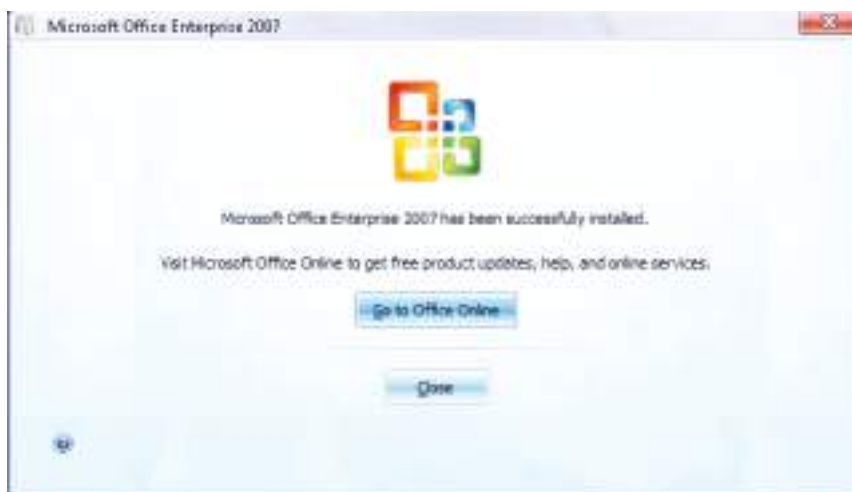 Microsoft Office Enterprise 2007
Microsoft Office Enterprise 2007 has been successfully installed.
Visit Microsoft Office Online to get free product updates, help, and online services.
Go to Office Online
Close